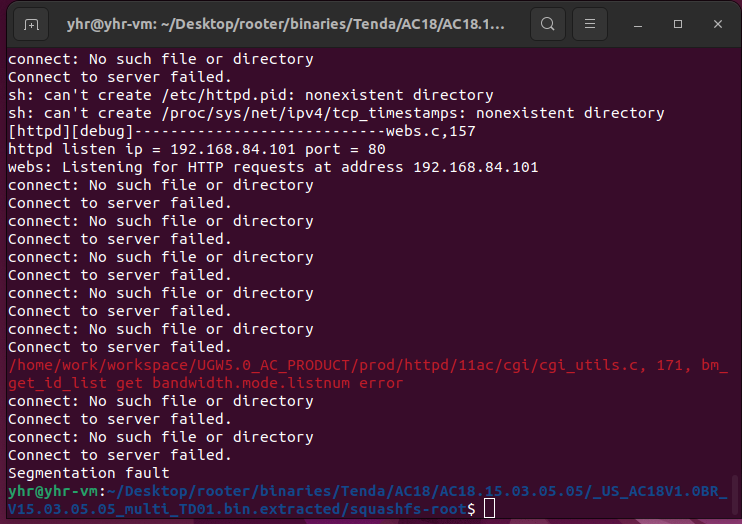 yhr@yhr-vm: ~/Desktop/rooter/binaries/Tenda/AC18/AC18.1...
connect: No such file or directory
Connect to server failed.
sh: can't create /etc/httpd.pid: nonexistent directory
sh: can't create /proc/sys/net/ipv4/tcp_timestamps: nonexistent directory
[httpd][debug]----------------------------webs.c,157
httpd listen ip = 192.168.84.101 port = 80
webs: Listening for HTTP requests at address 192.168.84.101
connect: No such file or directory
Connect to server failed.
connect: No such file or directory
Connect to server failed.
connect: No such file or directory
Connect to server failed.
connect: No such file or directory
Connect to server failed.
connect: No such file or directory
Connect to server failed.
/home/work/workspace/UGW5.0_AC_PRODUCT/prod/httpd/11ac/cgi/cgi_utils.c, 171, bm_
get_id_list get bandwidth.mode.listnum error
connect: No such file or directory
Connect to server failed.
connect: No such file or directory
Connect to server failed.
Segmentation fault
yhr@yhr-vm:~/Desktop/rooter/binaries/Tenda/AC18/AC18.15.03.05.05/_US_AC18V1.0BR_
V15.03.05.05_multi_TD01.bin.extracted/squashfs-root$